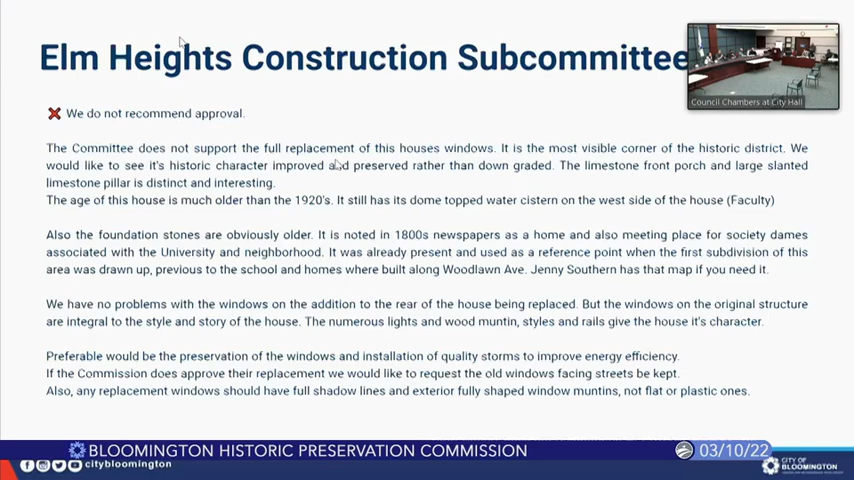 Elm Heights Construction Subcommittee
Council Chambers at City Hall
❌ We do not recommend approval.
The Committee does not support the full replacement of this houses windows. It is the most visible corner of the historic district. We
would like to see it's historic character improved and preserved rather than down graded. The limestone front porch and large slanted
limestone pillar is distinct and interesting.
The age of this house is much older than the 1920's. It still has its dome topped water cistern on the west side of the house (Faculty)
Also the foundation stones are obviously older. It is noted in 1800s newspapers as a home and also meeting place for society dames
associated with the University and neighborhood. It was already present and used as a reference point when the first subdivision of this
area was drawn up, previous to the school and homes where built along Woodlawn Ave. Jenny Southern has that map if you need it.
We have no problems with the windows on the addition to the rear of the house being replaced. But the windows on the original structure
are integral to the style and story of the house. The numerous lights and wood muntin, styles and rails give the house it's character.
Preferable would be the preservation of the windows and installation of quality storms to improve energy efficiency.
If the Commission does approve their replacement we would like to request the old windows facing streets be kept.
Also, any replacement windows should have full shadow lines and exterior fully shaped window muntins, not flat or plastic ones.
BLOOMINGTON HISTORIC PRESERVATION COMMISSION
03/10/22
citybloomington
CITY OF
BLOOMINGTON